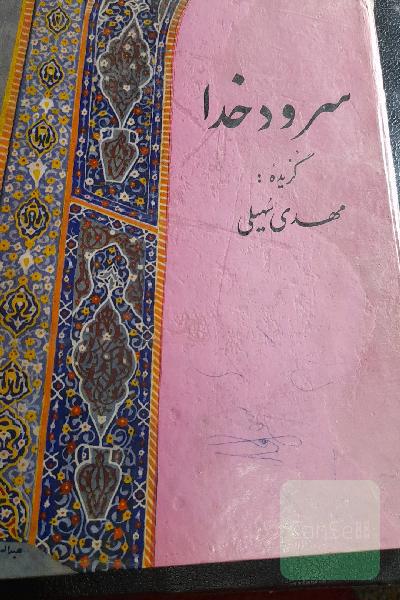 سرود خدا
گزیدهٔ :
مهدی سهیلی